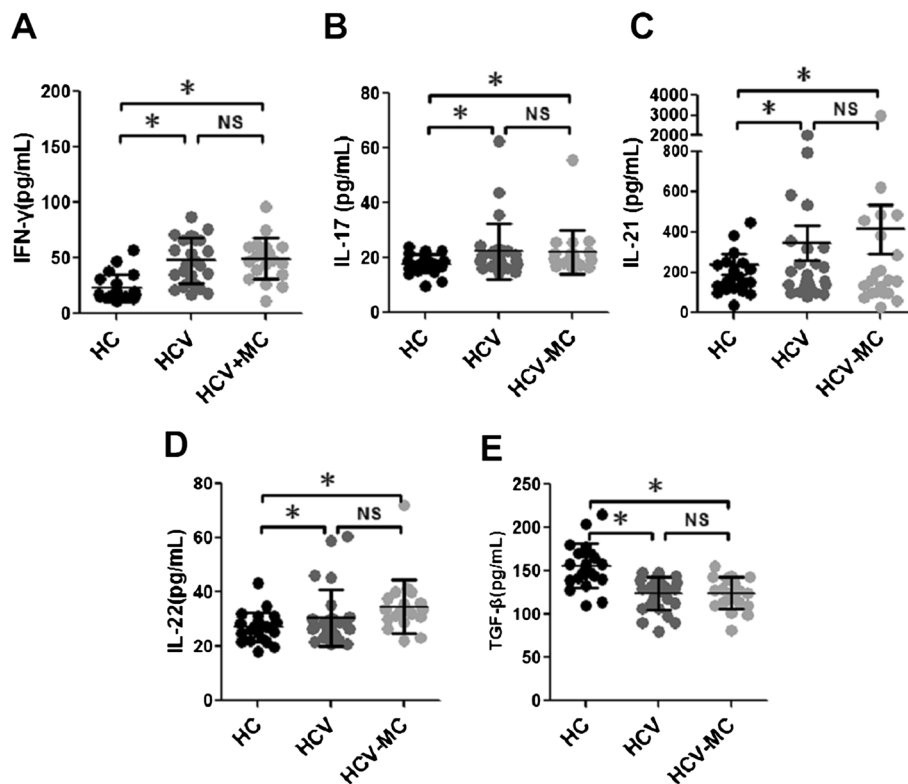 A
IFN-γ(pg/mL)
200
150
100
50
0
*
*
NS
HC
HCV
HCV+MC
B
IL-17 (pg/mL)
80
60
40
20
0
*
*
NS
HC
HCV
HCV-MC
C
IL-21 (pg/mL)
4000
3000
2000
800
600
400
200
0
*
*
NS
HC
HCV
HCV-MC
D
IL-22(pg/mL)
80
60
40
20
0
*
*
NS
HC
HCV
HCV-MC
E
TGF-β(pg/mL)
250
200
150
100
50
0
*
*
NS
HC
HCV
HCV-MC